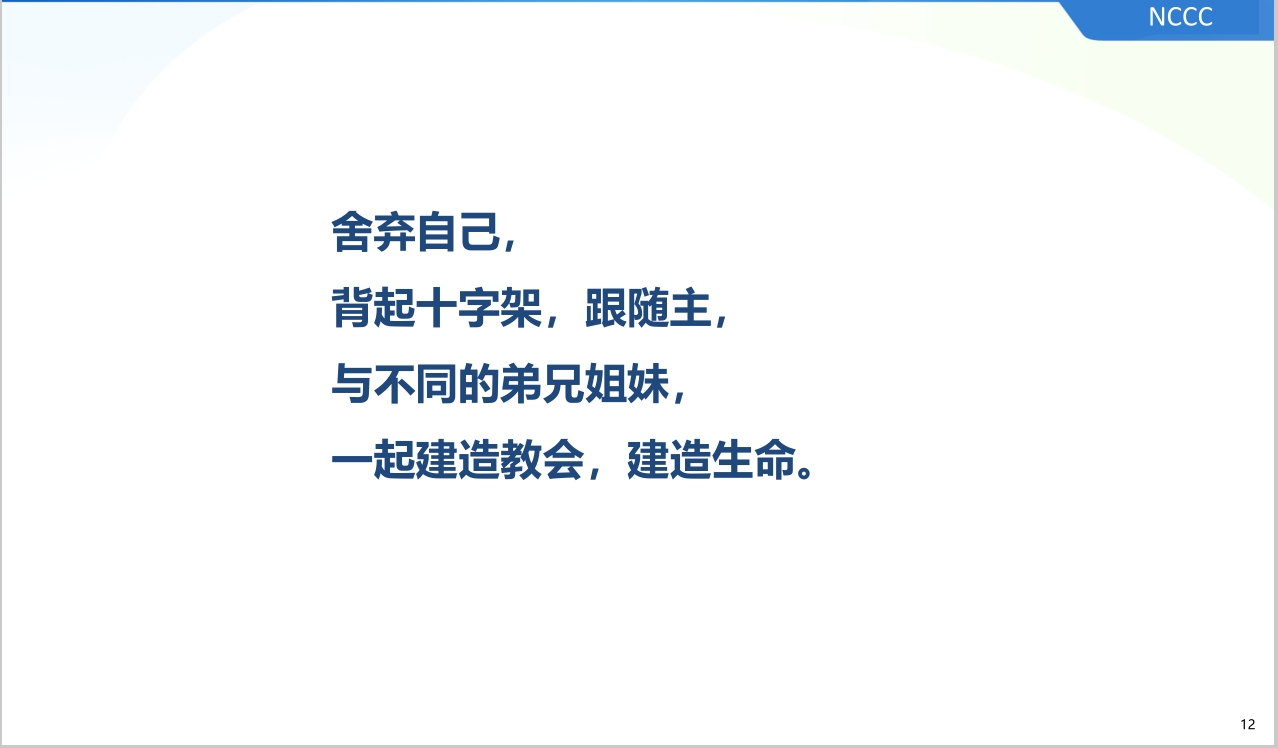 NCCC
舍弃自己，
背起十字架，跟随主，
与不同的弟兄姐妹，
一起建造教会，建造生命。
12